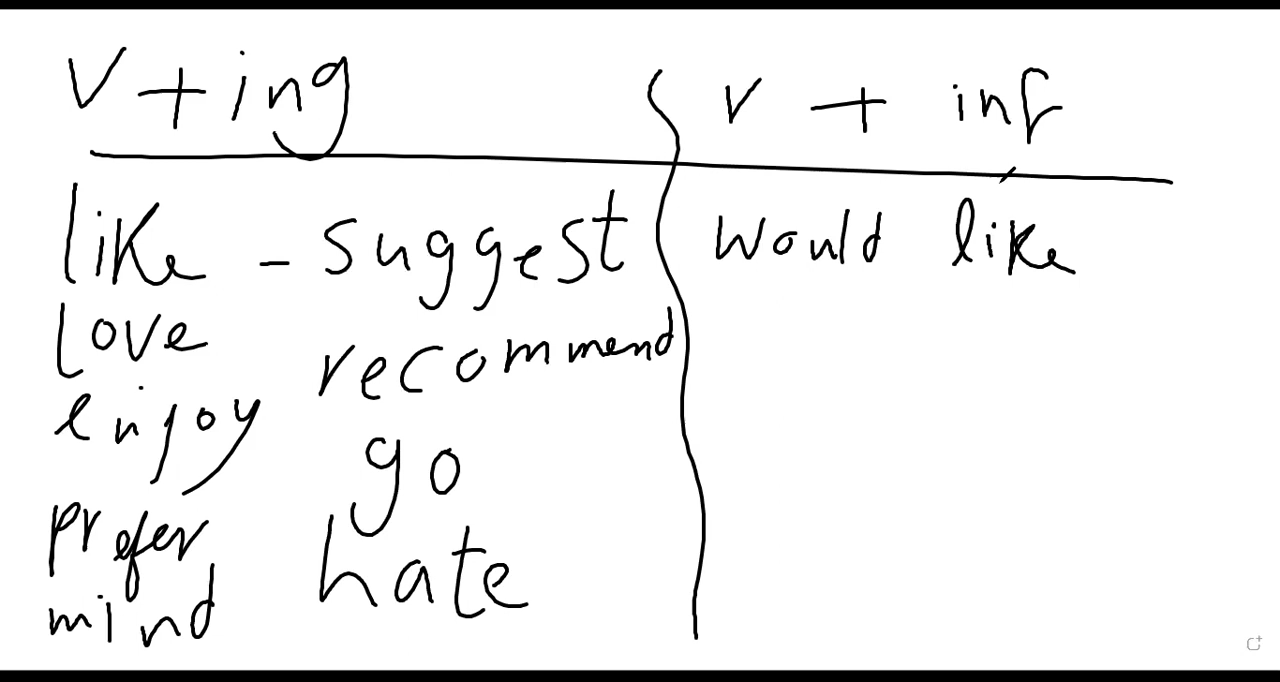 V + ing
V + inf
like - suggest
would like
love
recommend
enjoy
go
prefer
hate
mind